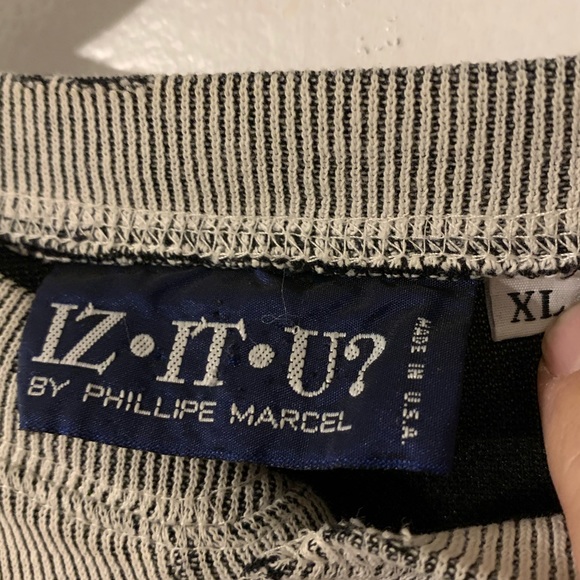 IZ•IT•U?
BY PHILLIPE MARCEL
MADE IN U.S.A.
XL